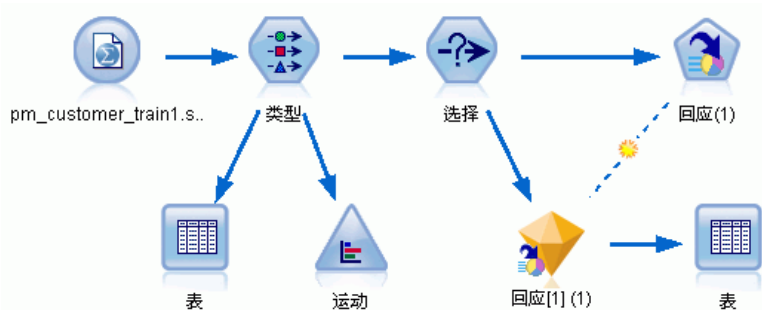 pm_customer_train1.s..
类型
选择
回应(1)
表
运动
回应[1] (1)
表